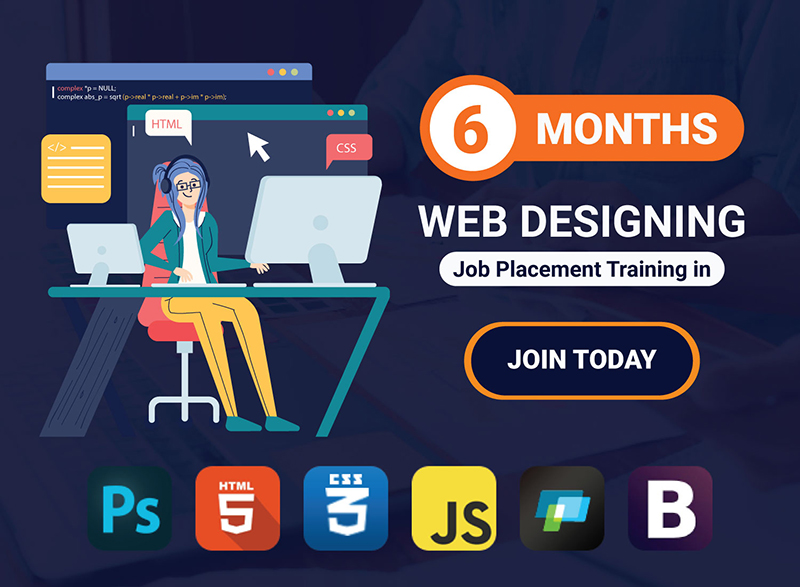 complex *p = NULL;
complex abs_p = sqrt (p->real * p->real + p->im * p->im);
HTML
</>
CSS
6 MONTHS
WEB DESIGNING
Job Placement Training in
JOIN TODAY
Ps
HTML
5
CSS
3
JS
B